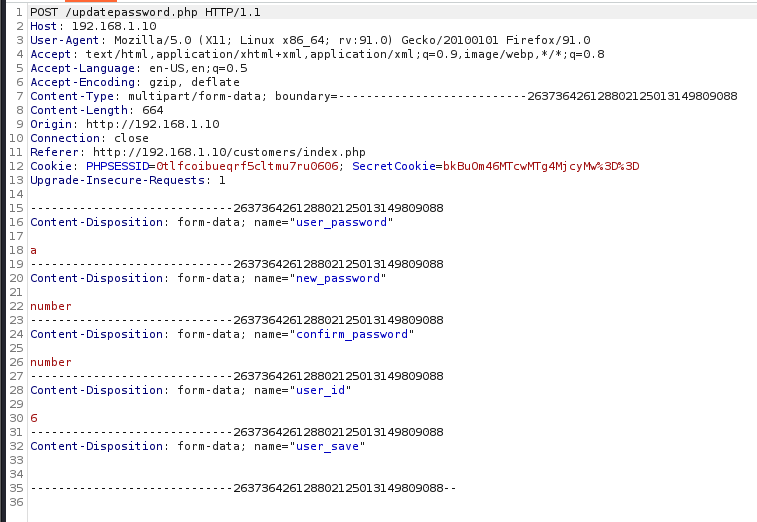 1 POST /updatepassword.php HTTP/1.1
2 Host: 192.168.1.10
3 User-Agent: Mozilla/5.0 (X11; Linux x86_64; rv:91.0) Gecko/20100101 Firefox/91.0
4 Accept: text/html,application/xhtml+xml,application/xml;q=0.9,image/webp,*/*;q=0.8
5 Accept-Language: en-US,en;q=0.5
6 Accept-Encoding: gzip, deflate
7 Content-Type: multipart/form-data; boundary=---------------------------263736426128802125013149809088
8 Content-Length: 664
9 Origin: http://192.168.1.10
10 Connection: close
11 Referer: http://192.168.1.10/customers/index.php
12 Cookie: PHPSESSID=0tlfcoibueqrf5cltmu7ru0606; SecretCookie=bkBuOm46MTcwMTg4MjcyMw%3D%3D
13 Upgrade-Insecure-Requests: 1
14
15 -----------------------------263736426128802125013149809088
16 Content-Disposition: form-data; name="user_password"
17
18 a
19 -----------------------------263736426128802125013149809088
20 Content-Disposition: form-data; name="new_password"
21
22 number
23 -----------------------------263736426128802125013149809088
24 Content-Disposition: form-data; name="confirm_password"
25
26 number
27 -----------------------------263736426128802125013149809088
28 Content-Disposition: form-data; name="user_id"
29
30 6
31 -----------------------------263736426128802125013149809088
32 Content-Disposition: form-data; name="user_save"
33
34
35 -----------------------------263736426128802125013149809088--
36